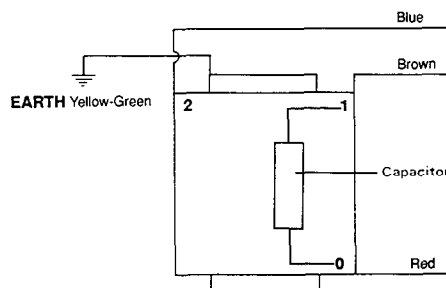 Blue
Brown
EARTH Yellow-Green
2
1
Capacitor
0
Red